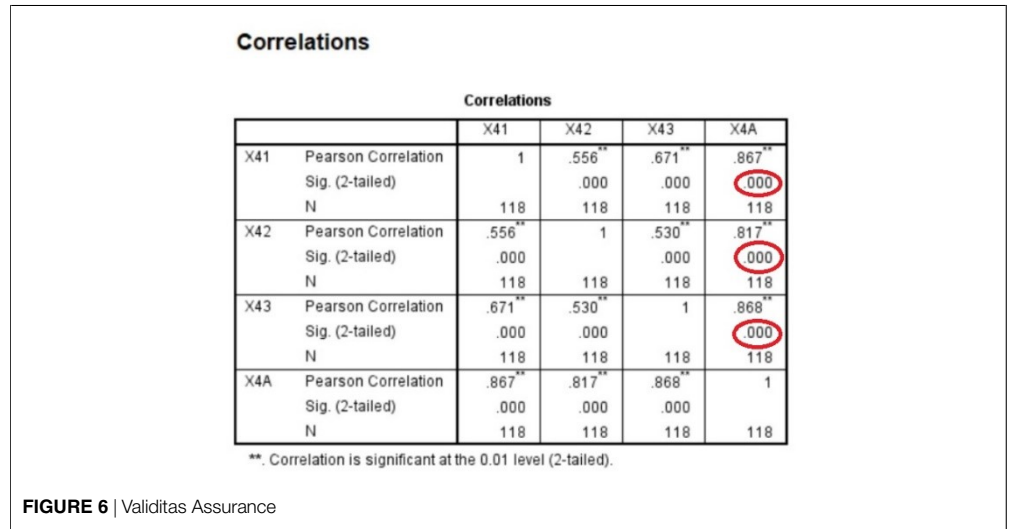 Correlations
Correlations
X41 X42 X43 X4A
X41 Pearson Correlation 1 .556** .671** .867**
Sig. (2-tailed) .000 .000 .000
N 118 118 118 118
X42 Pearson Correlation .556** 1 .530** .817**
Sig. (2-tailed) .000 .000 .000
N 118 118 118 118
X43 Pearson Correlation .671** .530** 1 .868**
Sig. (2-tailed) .000 .000 .000
N 118 118 118 118
X4A Pearson Correlation .867** .817** .868** 1
Sig. (2-tailed) .000 .000 .000
N 118 118 118 118
**. Correlation is significant at the 0.01 level (2-tailed).
FIGURE 6 | Validitas Assurance